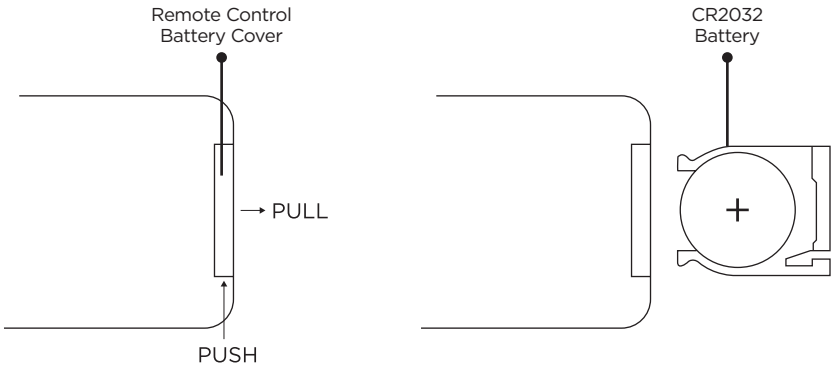 Remote Control
Battery Cover
PULL
PUSH
CR2032
Battery
+